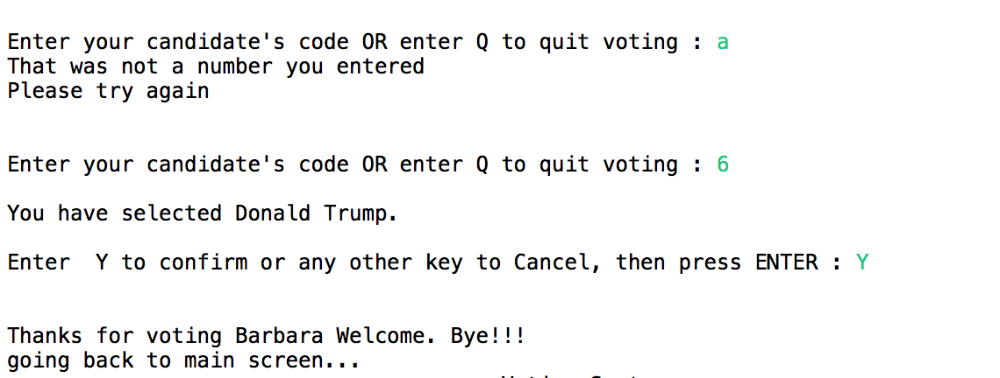 Enter your candidate's code OR enter Q to quit voting : a
That was not a number you entered
Please try again
Enter your candidate's code OR enter Q to quit voting : 6
You have selected Donald Trump.
Enter  Y to confirm or any other key to Cancel, then press ENTER : Y
Thanks for voting Barbara Welcome. Bye!!!
going back to main screen...